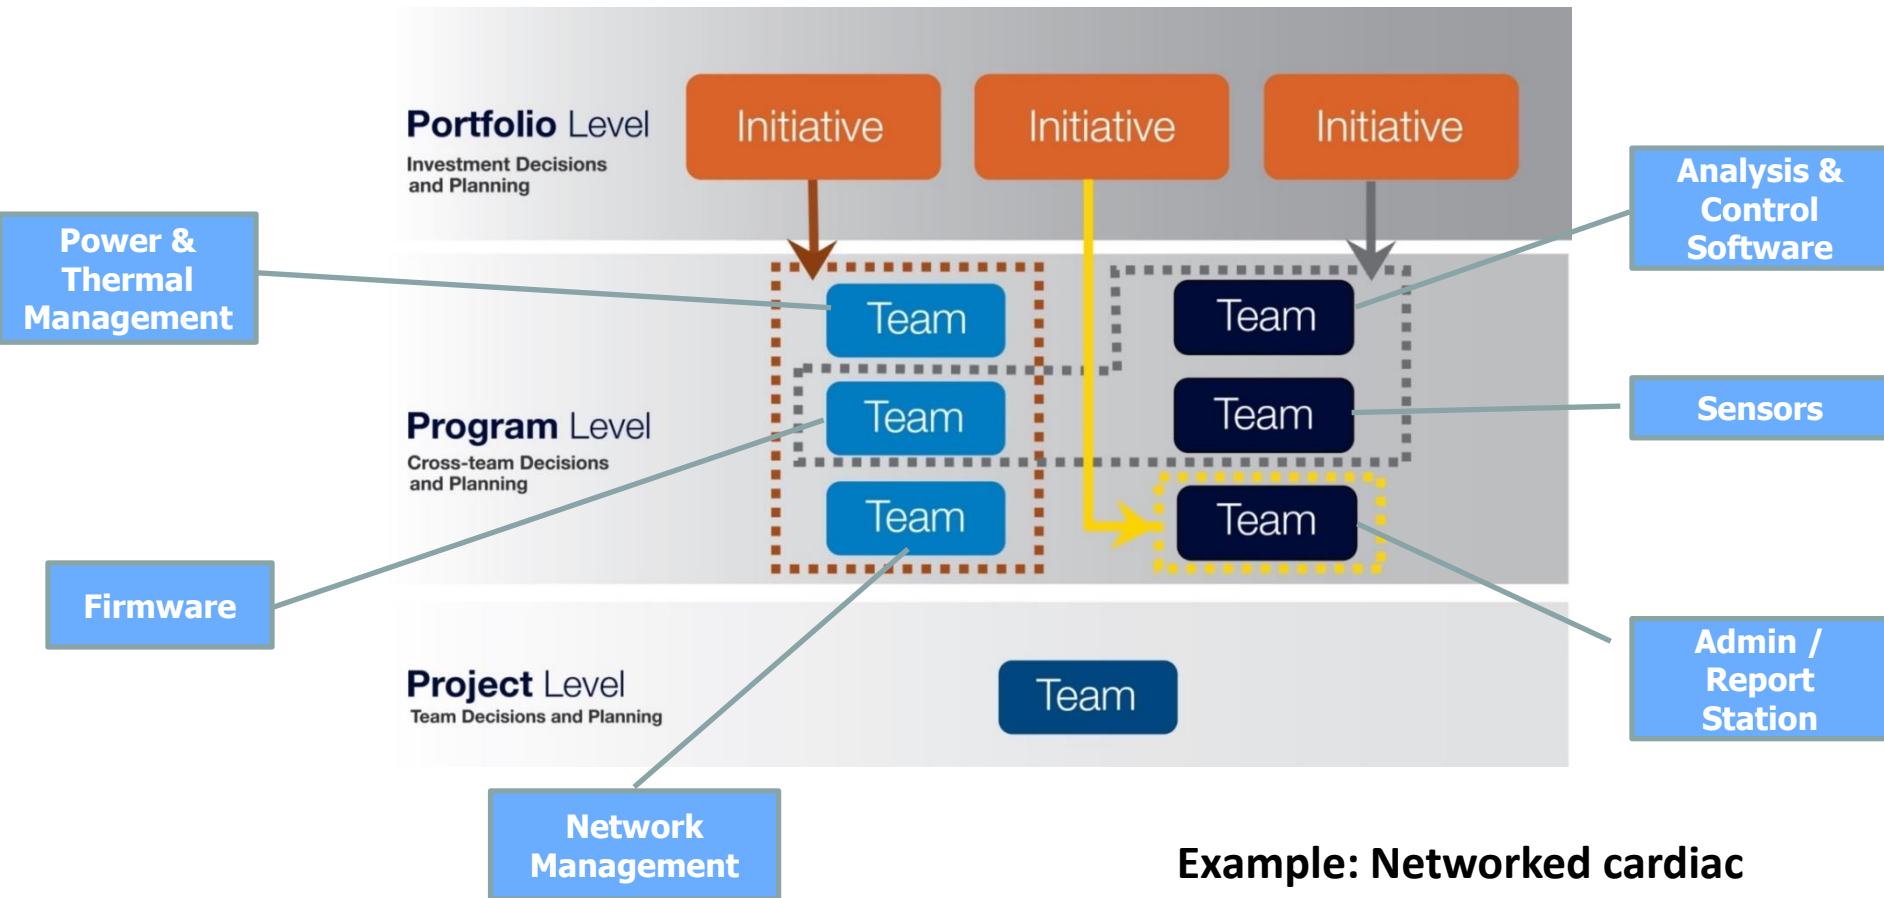 Portfolio Level
Investment Decisions
and Planning
Initiative
Initiative
Initiative
Power &
Thermal
Management
Analysis &
Control
Software
Program Level
Cross-team Decisions
and Planning
Team
Team
Team
Team
Team
Team
Sensors
Firmware
Admin /
Report
Station
Project Level
Team Decisions and Planning
Team
Network
Management
Example: Networked cardiac